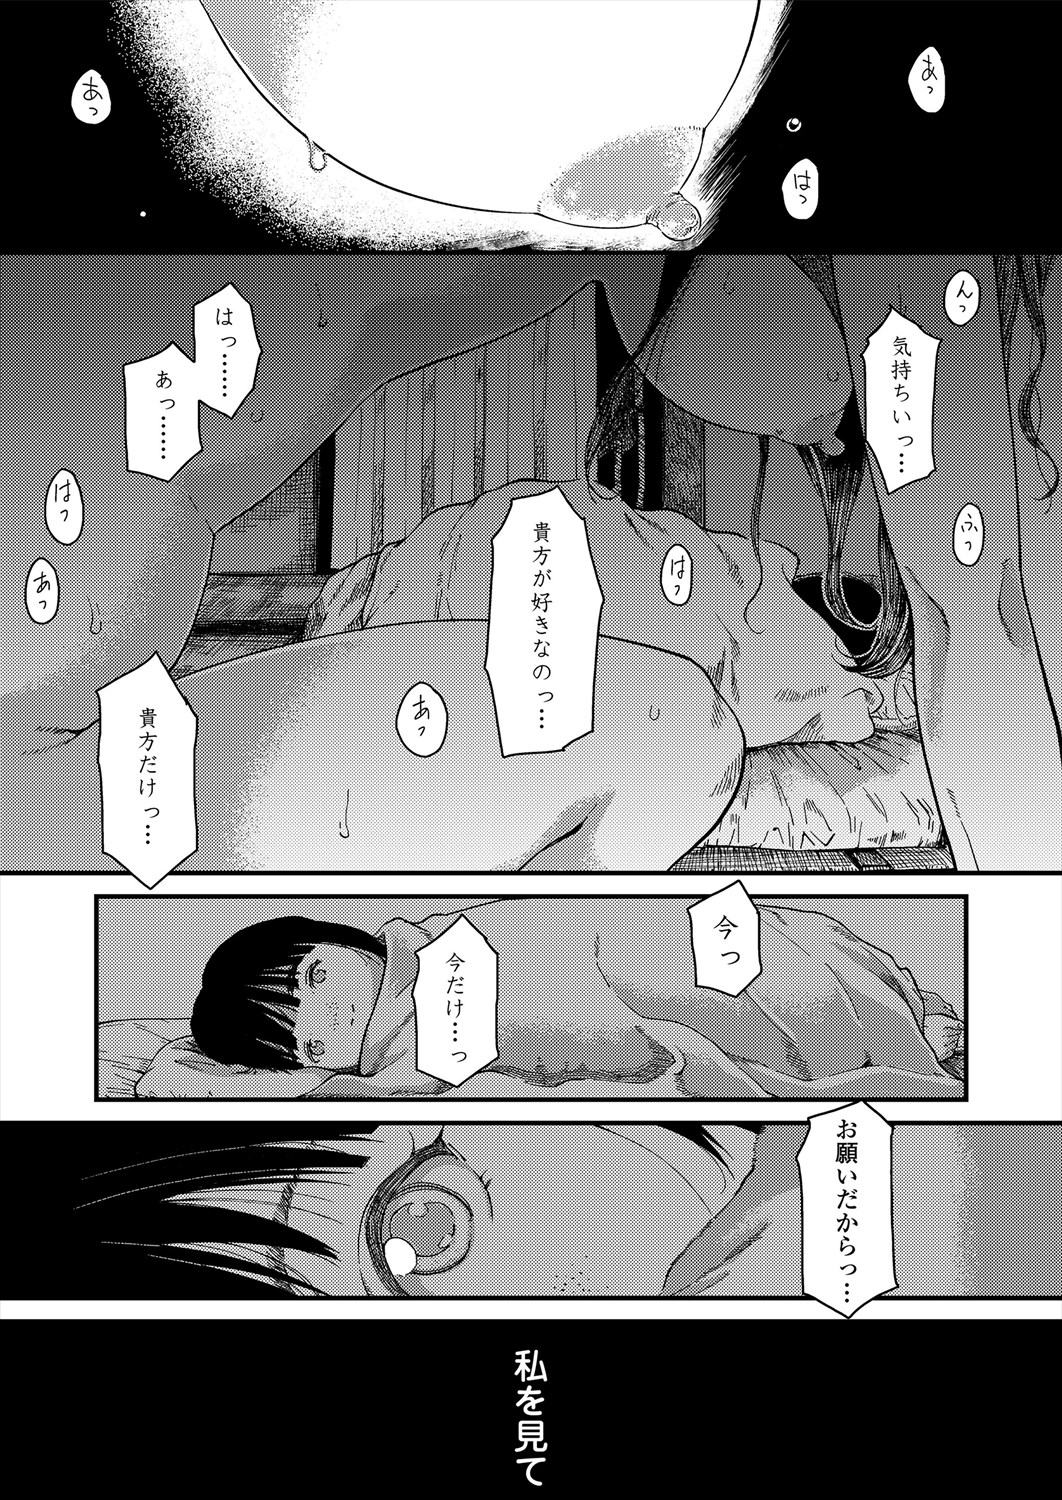 あっ
はっ
あっ
んっ
気持ちいっ…
ふっ
はっ
貴方が好きなのっ…
あっ
はっ……
あっ……
はっ
あっ
貴方だけっ…
今っ
今だけ…っ
お願いだからっ…
私を見て